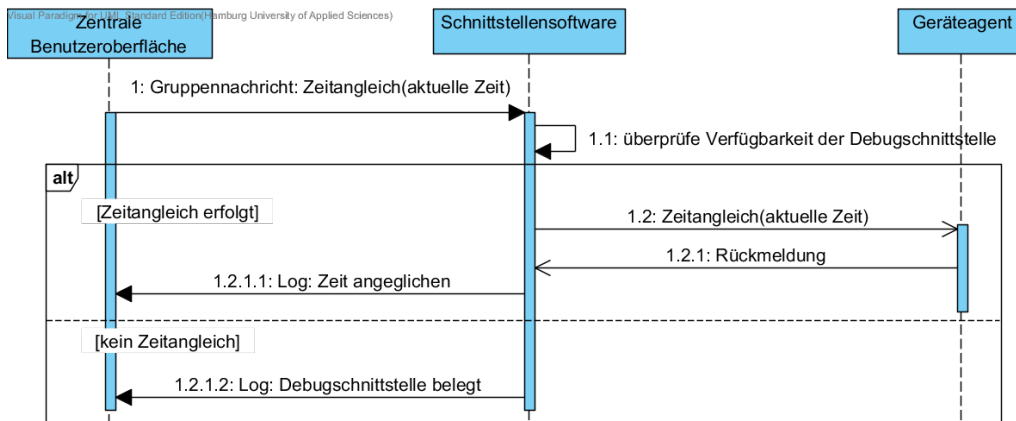 Visual Paradigm for UML Standard Edition(Hamburg University of Applied Sciences)
Zentrale
Benutzeroberfläche
Schnittstellensoftware
Geräteagent
1: Gruppennachricht: Zeitangleich(aktuelle Zeit)
1.1: überprüfe Verfügbarkeit der Debugschnittstelle
alt
[Zeitangleich erfolgt]
1.2: Zeitangleich(aktuelle Zeit)
1.2.1: Rückmeldung
1.2.1.1: Log: Zeit angeglichen
[kein Zeitangleich]
1.2.1.2: Log: Debugschnittstelle belegt